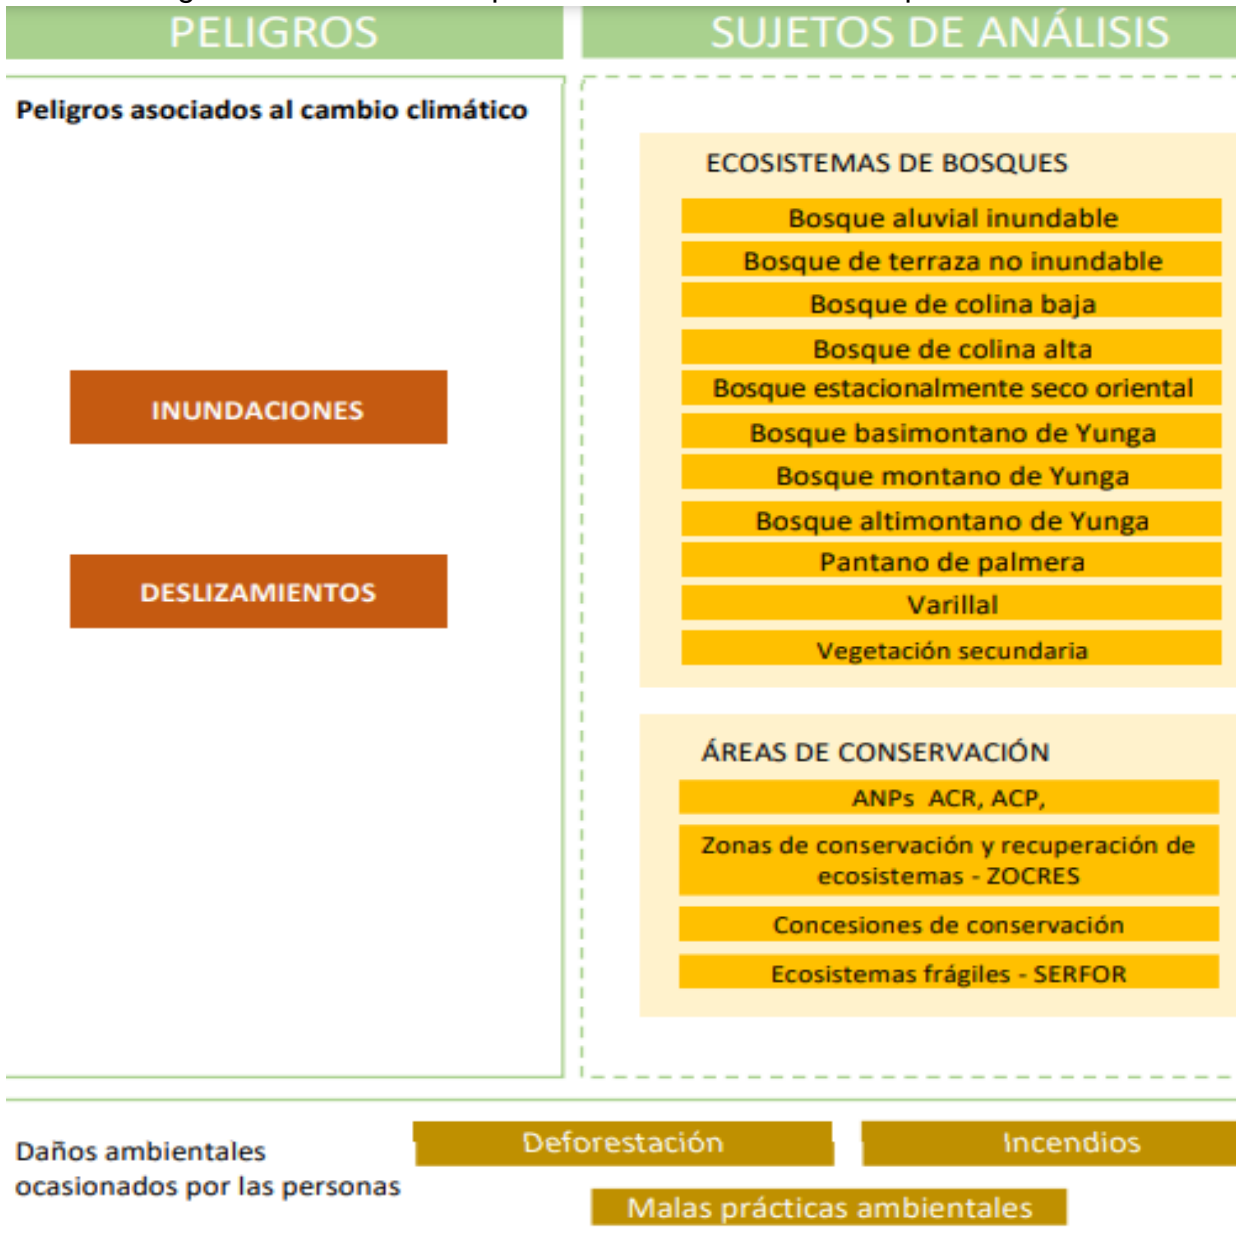 PELIGROS
SUJETOS DE ANÁLISIS
Peligros asociados al cambio climático
INUNDACIONES
DESLIZAMIENTOS
ECOSISTEMAS DE BOSQUES
Bosque aluvial inundable
Bosque de terraza no inundable
Bosque de colina baja
Bosque de colina alta
Bosque estacionalmente seco oriental
Bosque basimontano de Yunga
Bosque montano de Yunga
Bosque altimontano de Yunga
Pantano de palmera
Varillal
Vegetación secundaria
ÁREAS DE CONSERVACIÓN
ANPs ACR, ACP,
Zonas de conservación y recuperación de
ecosistemas - ZOCRES
Concesiones de conservación
Ecosistemas frágiles - SERFOR
Daños ambientales
ocasionados por las personas
Deforestación
Incendios
Malas prácticas ambientales